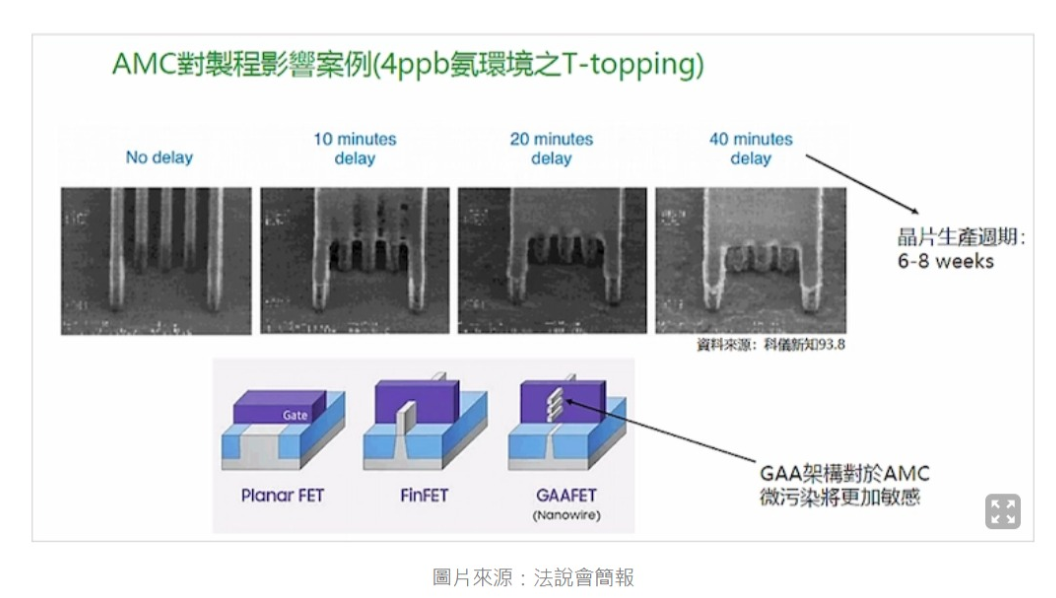 AMC對製程影響案例(4ppb氨環境之T-topping)
No delay
10 minutes
delay
20 minutes
delay
40 minutes
delay
晶片生產週期：
6-8 weeks
資料來源：科儀新知93.8
Gate
Planar FET
FinFET
GAAFET
(Nanowire)
GAA架構對於AMC
微污染將更加敏感
圖片來源：法說會簡報